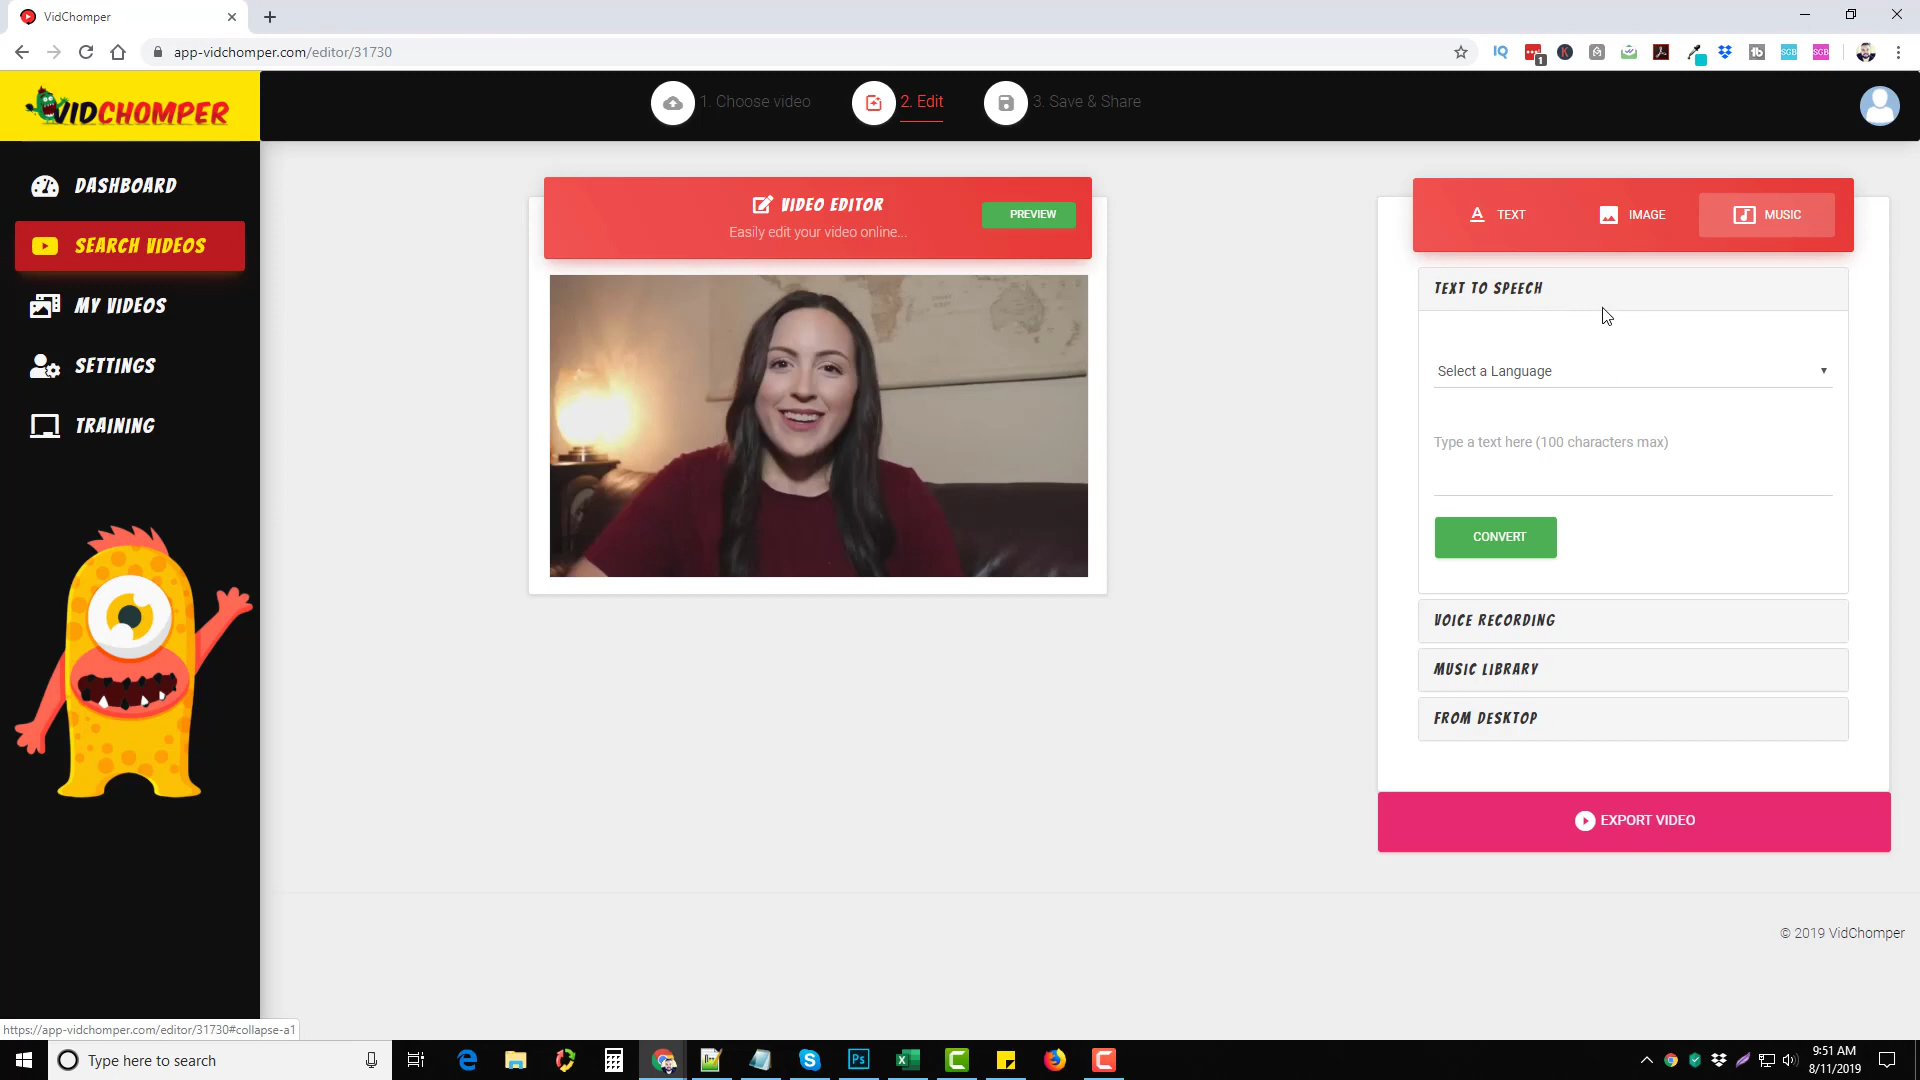 VidChomper
app-vidchomper.com/editor/31730
1
SGB
SGB
VIDCHOMPER
1. Choose video
2. Edit
3. Save & Share
DASHBOARD
SEARCH VIDEOS
MY VIDEOS
SETTINGS
TRAINING
VIDEO EDITOR
Easily edit your video online...
PREVIEW
TEXT
IMAGE
MUSIC
TEXT TO SPEECH
Select a Language
Type a text here (100 characters max)
CONVERT
VOICE RECORDING
MUSIC LIBRARY
FROM DESKTOP
EXPORT VIDEO
© 2019 VidChomper
https://app-vidchomper.com/editor/31730#collapse-a1
Type here to search
9:51 AM
8/11/2019